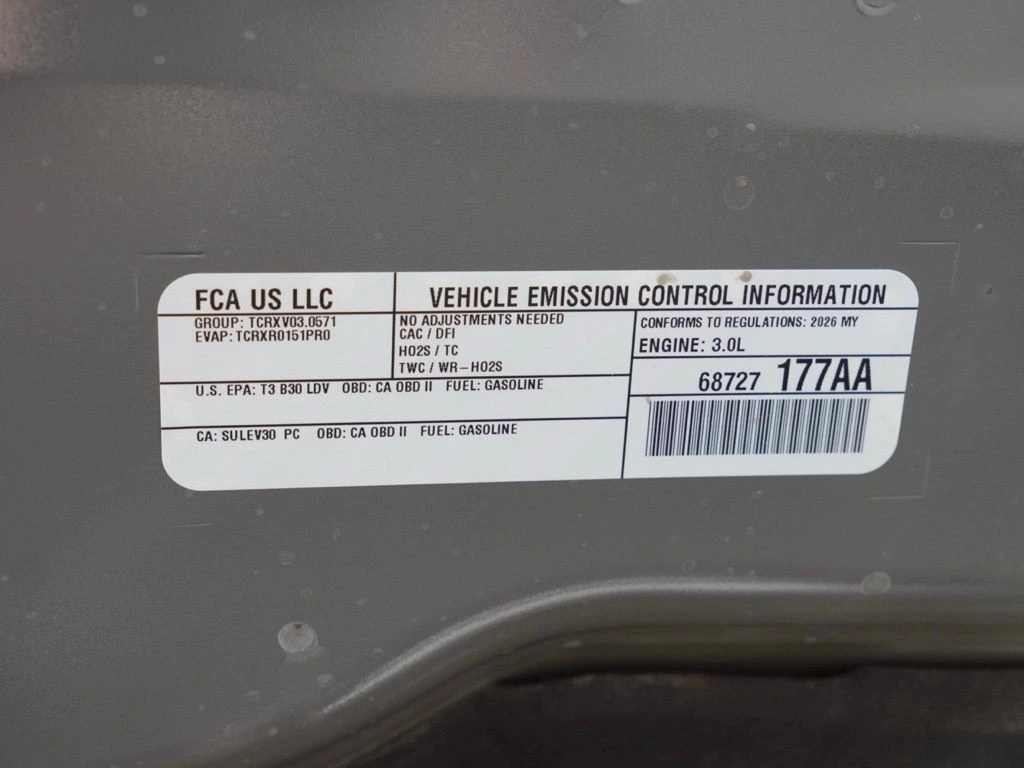 FCA US LLC
VEHICLE EMISSION CONTROL INFORMATION
GROUP: TCRXV03.0571
EVAP: TCRXR0151PR0
NO ADJUSTMENTS NEEDED
CAC / DFI
HO2S / TC
TWC / WR-HO2S
CONFORMS TO REGULATIONS: 2026 MY
ENGINE: 3.0L
U.S. EPA: T3 B30 LDV OBD: CA OBD II FUEL: GASOLINE
68727 177AA
CA: SULEV30 PC OBD: CA OBD II FUEL: GASOLINE